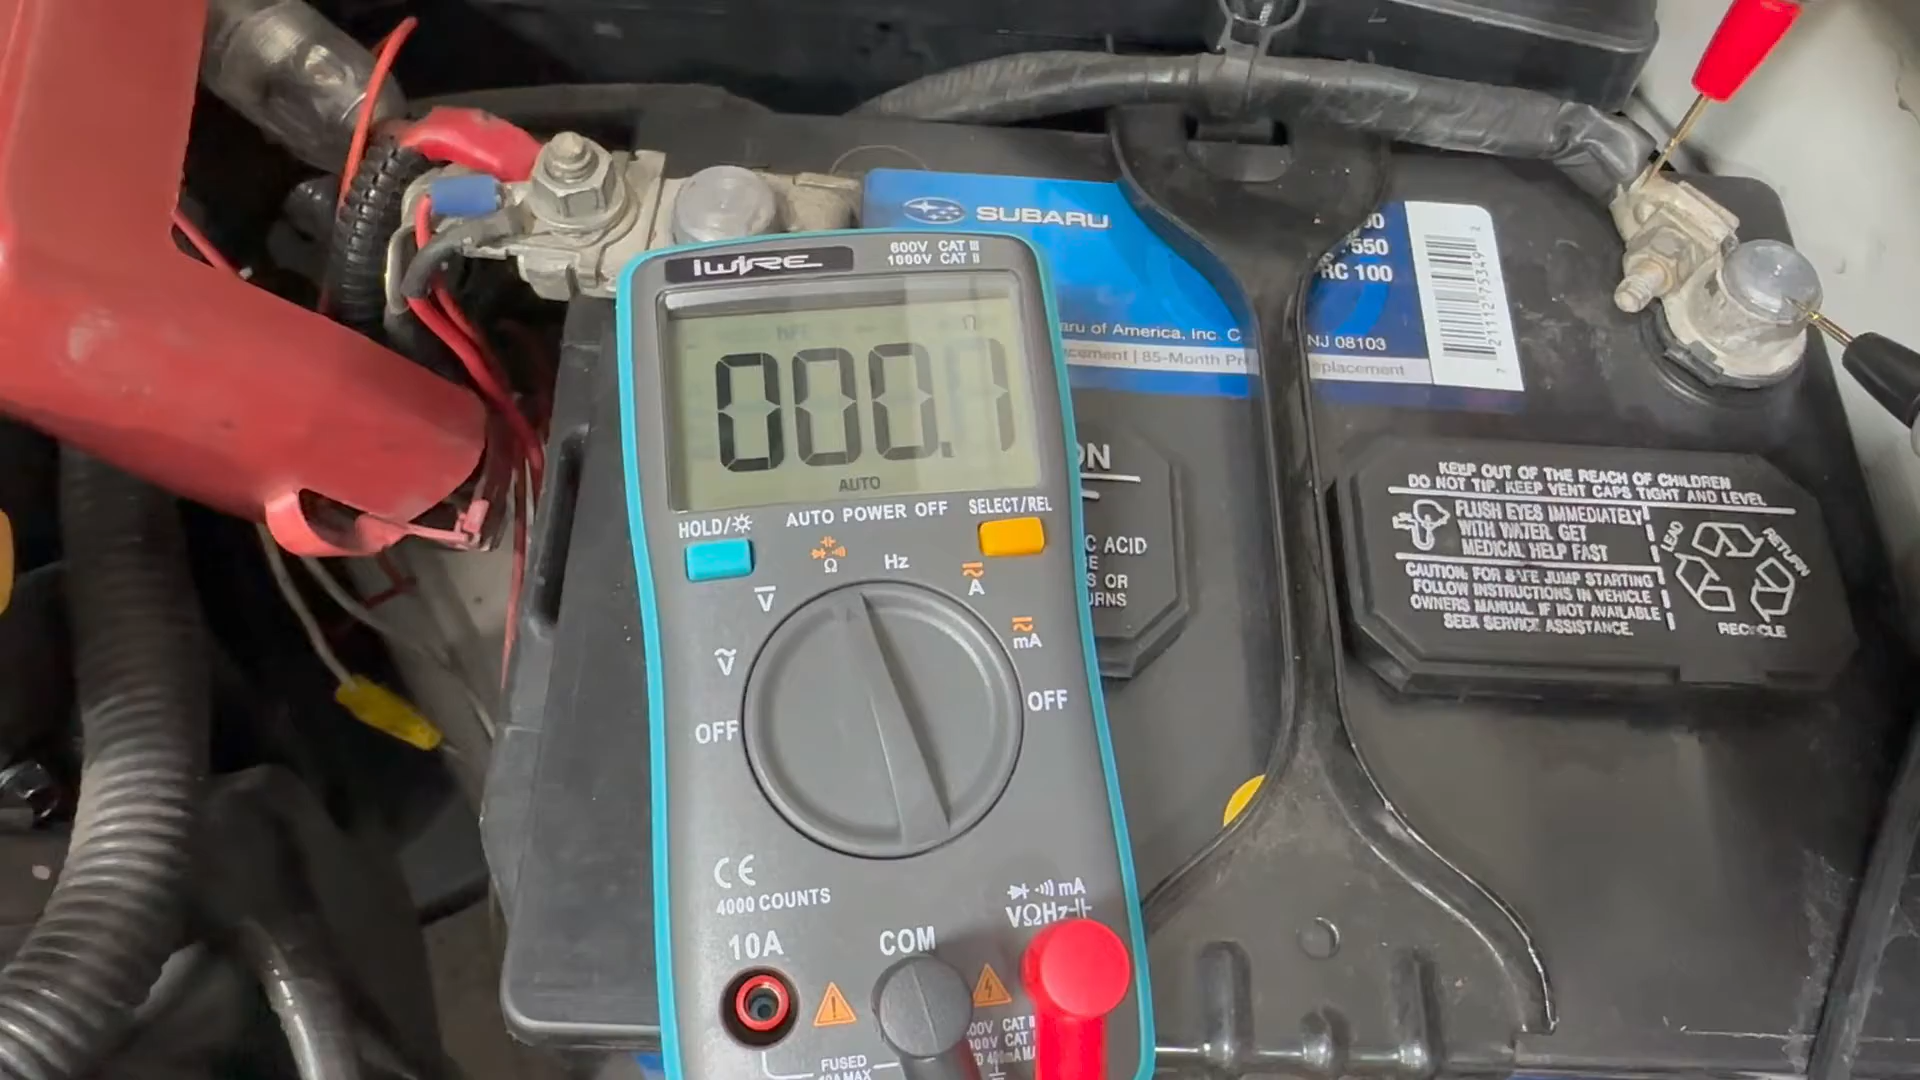 SUBARU
550
RC 100
of America, Inc.
NJ 08103
85-Month
IWIRE
600V CAT III
1000V CAT II
Ω
000.1
AUTO
HOLD/
AUTO POWER OFF
SELECT/REL
Ω
Hz
A
V
mA
V
OFF
OFF
CE
4000 COUNTS
mA
VΩHz
10A
COM
FUSED
10A MAX
KEEP OUT OF THE REACH OF CHILDREN
DO NOT TIP. KEEP VENT CAPS TIGHT AND LEVEL
FLUSH EYES IMMEDIATELY
WITH WATER GET
MEDICAL HELP FAST
CAUTION: FOR SAFE JUMP STARTING
FOLLOW INSTRUCTIONS IN VEHICLE
OWNERS MANUAL. IF NOT AVAILABLE
SEEK SERVICE ASSISTANCE.
LEAD
RETURN
RECYCLE
ACID
OR